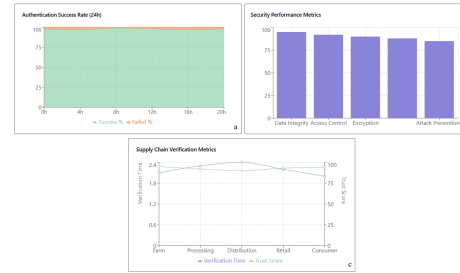 Authentication Success Rate (24h)
100
75
50
25
0
0h 4h 8h 12h 16h 20h
Success % Failed %
a
Security Performance Metrics
100
75
50
25
0
Data Integrity Access Control Encryption Attack Prevention
Supply Chain Verification Metrics
2.4
1.8
1.2
0.6
0
Verification Time
100
75
50
25
0
Trust Score
Farm Processing Distribution Retail Consumer
Verification Time Trust Score
c